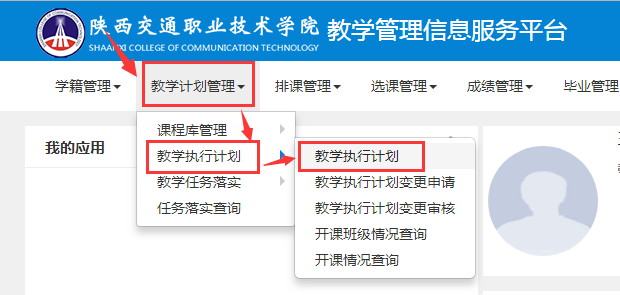 陕西交通职业技术学院
SHAANXI COLLEGE OF COMMUNICATION TECHNOLOGY
教学管理信息服务平台
学籍管理 教学计划管理 排课管理 选课管理 成绩管理 毕业管理
我的应用
课程库管理
教学执行计划
教学任务落实
任务落实查询
教学执行计划
教学执行计划变更申请
教学执行计划变更审核
开课班级情况查询
开课情况查询